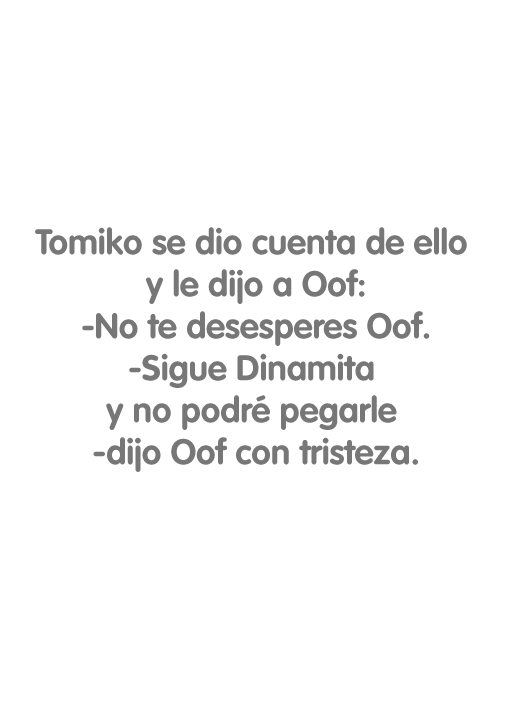 Tomiko se dio cuenta de ello
y le dijo a Oof:
-No te desesperes Oof.
-Sigue Dinamita
y no podré pegarle
-dijo Oof con tristeza.